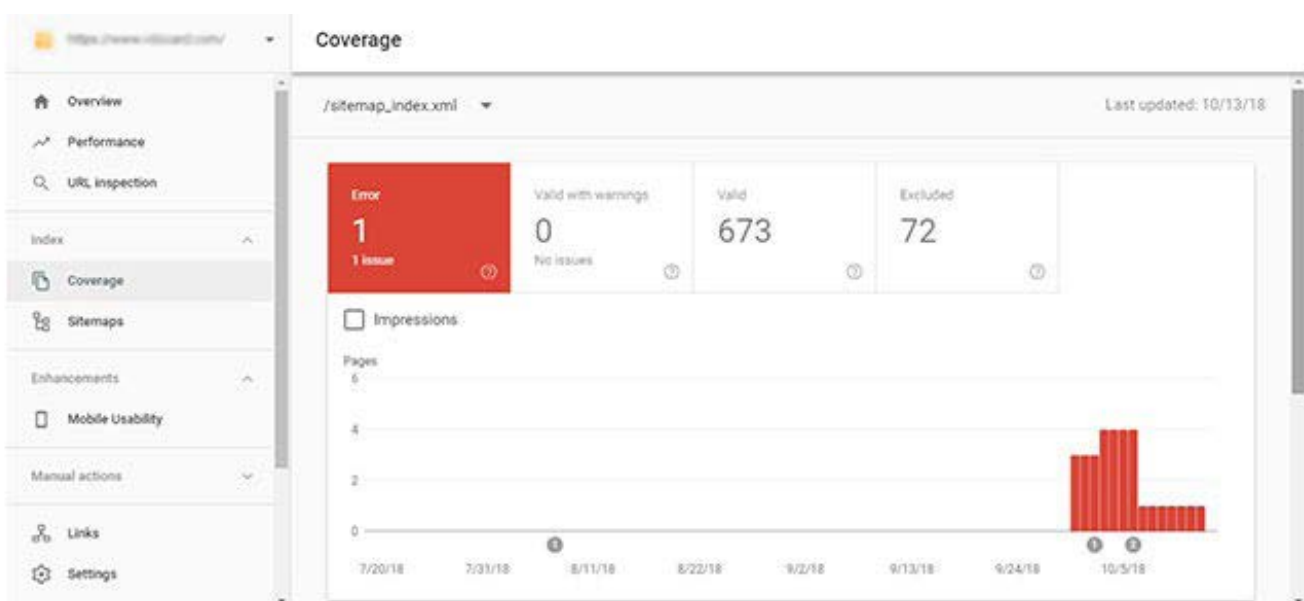 Coverage
Overview
Performance
URL inspection
Index
Coverage
Sitemaps
Enhancements
Mobile Usability
Manual actions
Links
Settings
/sitemap_index.xml
Last updated: 10/13/18
Error
1
1 issue
Valid with warnings
0
No issues
Valid
673
Excluded
72
Impressions
Pages
6
4
2
0
1 1 2
7/20/18 7/31/18 8/11/18 8/22/18 9/2/18 9/13/18 9/24/18 10/5/18